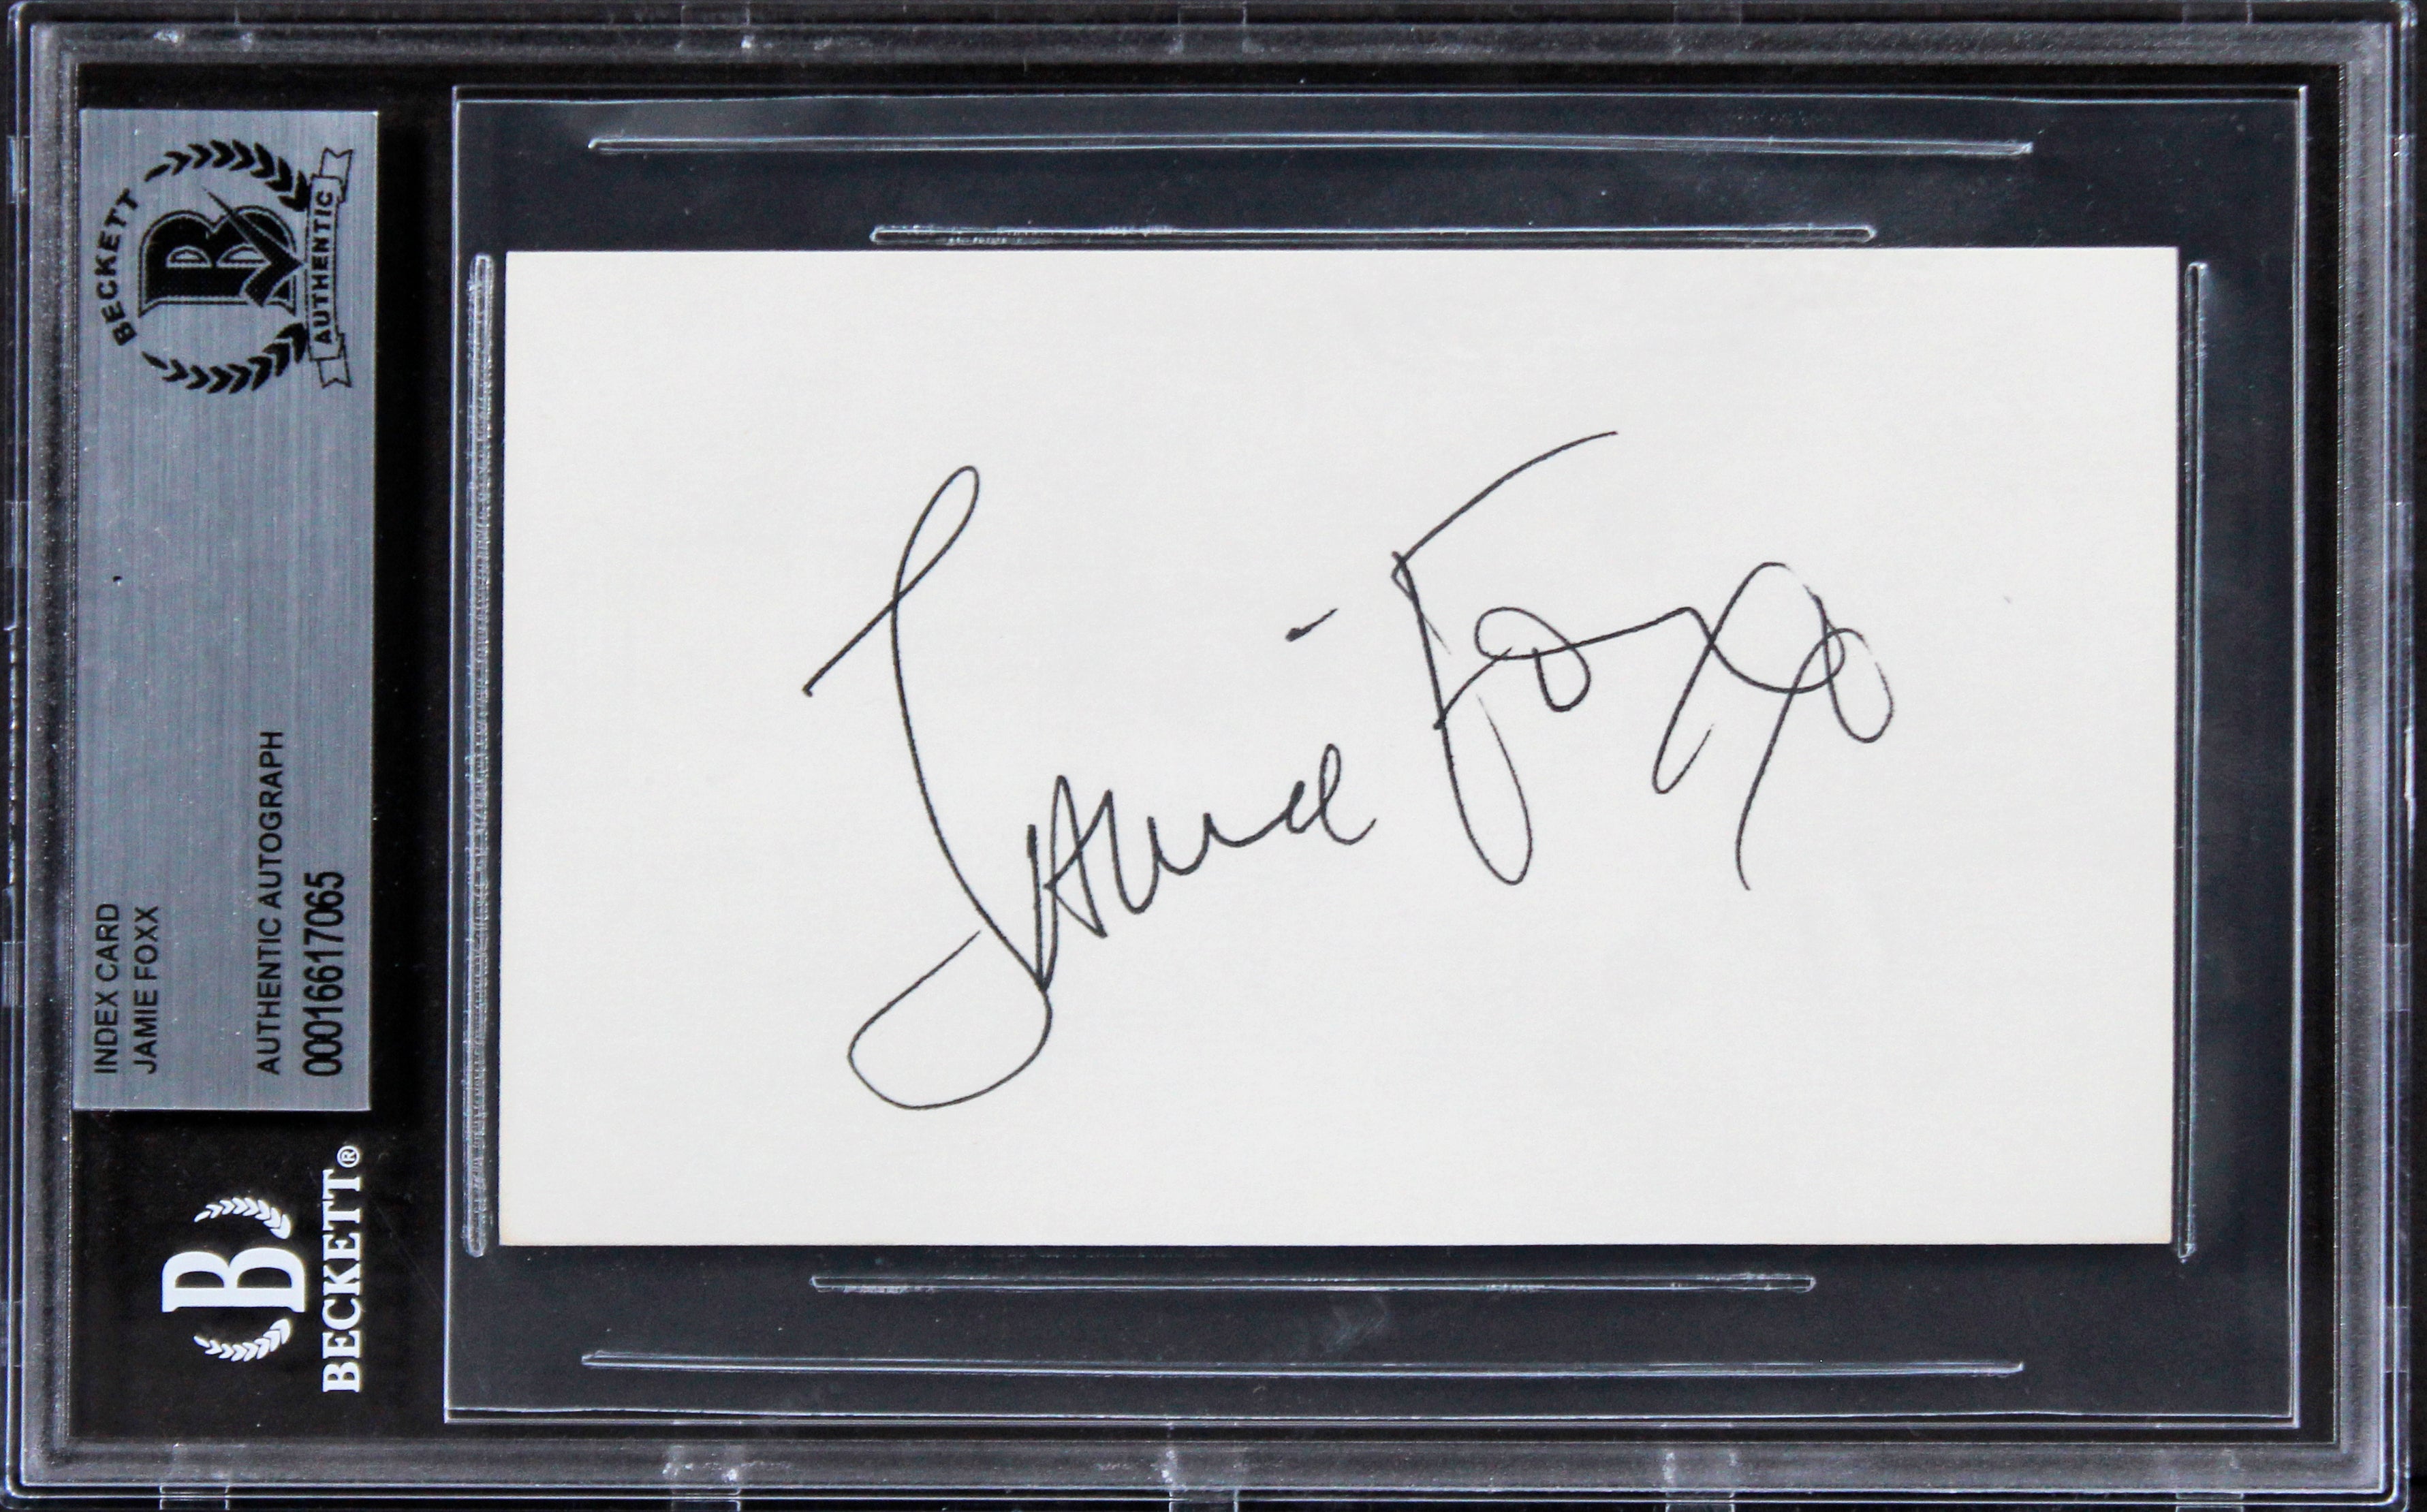 BECKETT
B
AUTHENTIC
INDEX CARD
JAMIE FOXX
AUTHENTIC AUTOGRAPH
00016617065
B
BECKETT®
Jamie Foxx